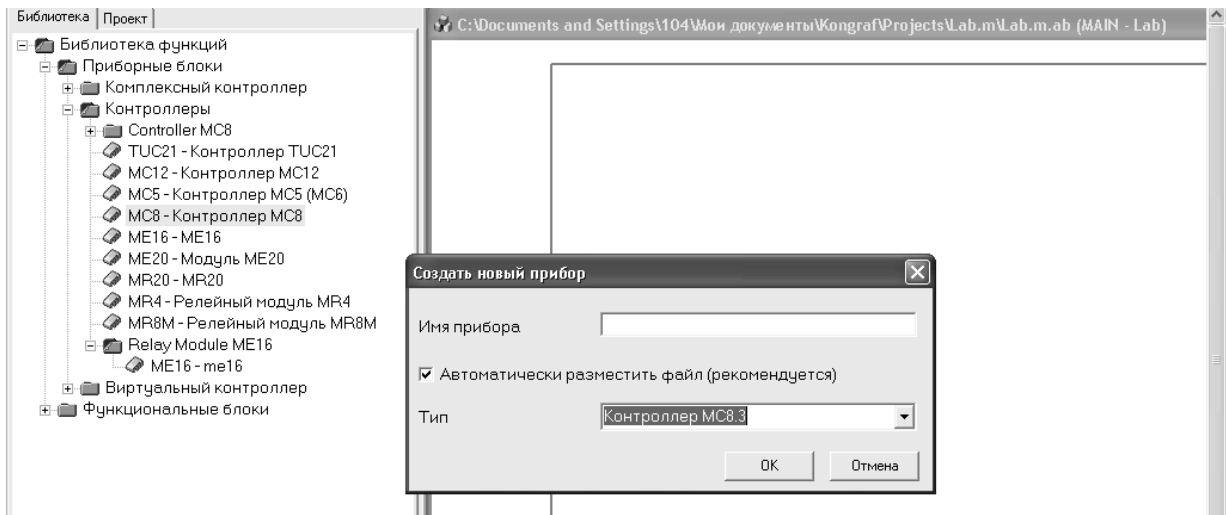 Библиотека Проект
Библиотека функций
Приборные блоки
Комплексный контроллер
Контроллеры
Controller MC8
TUC21 - Контроллер TUC21
MC12 - Контроллер MC12
MC5 - Контроллер MC5 (MC6)
MC8 - Контроллер MC8
ME16 - ME16
ME20 - Модуль ME20
MR20 - MR20
MR4 - Релейный модуль MR4
MR8M - Релейный модуль MR8M
Relay Module ME16
ME16 - me16
Виртуальный контроллер
Функциональные блоки
C:\Documents and Settings\104\Мои документы\Kongraf\Projects\Lab.m\Lab.m.ab (MAIN - Lab)
Создать новый прибор
Имя прибора
Автоматически разместить файл (рекомендуется)
Тип
Контроллер MC8.3
OK Отмена